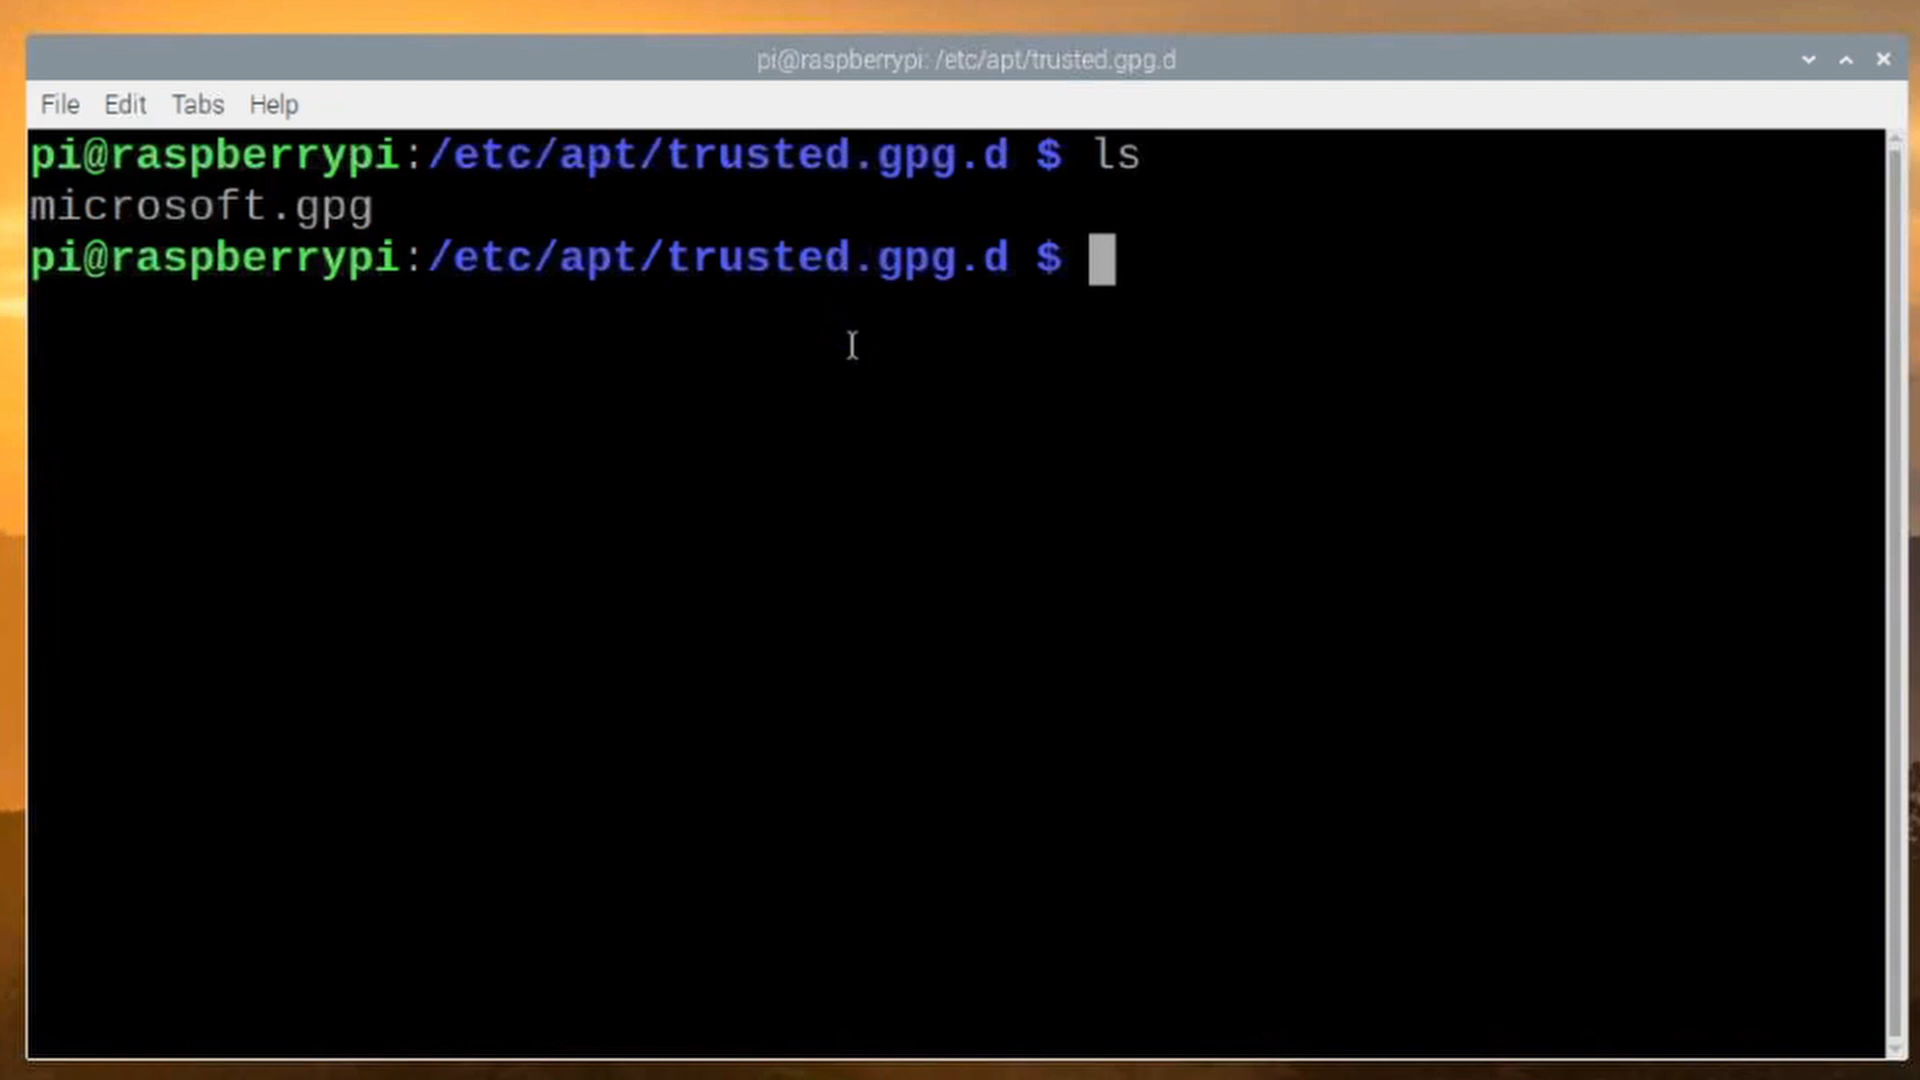 pi@raspberrypi: /etc/apt/trusted.gpg.d
File Edit Tabs Help
pi@raspberrypi:/etc/apt/trusted.gpg.d $ ls
microsoft.gpg
pi@raspberrypi:/etc/apt/trusted.gpg.d $